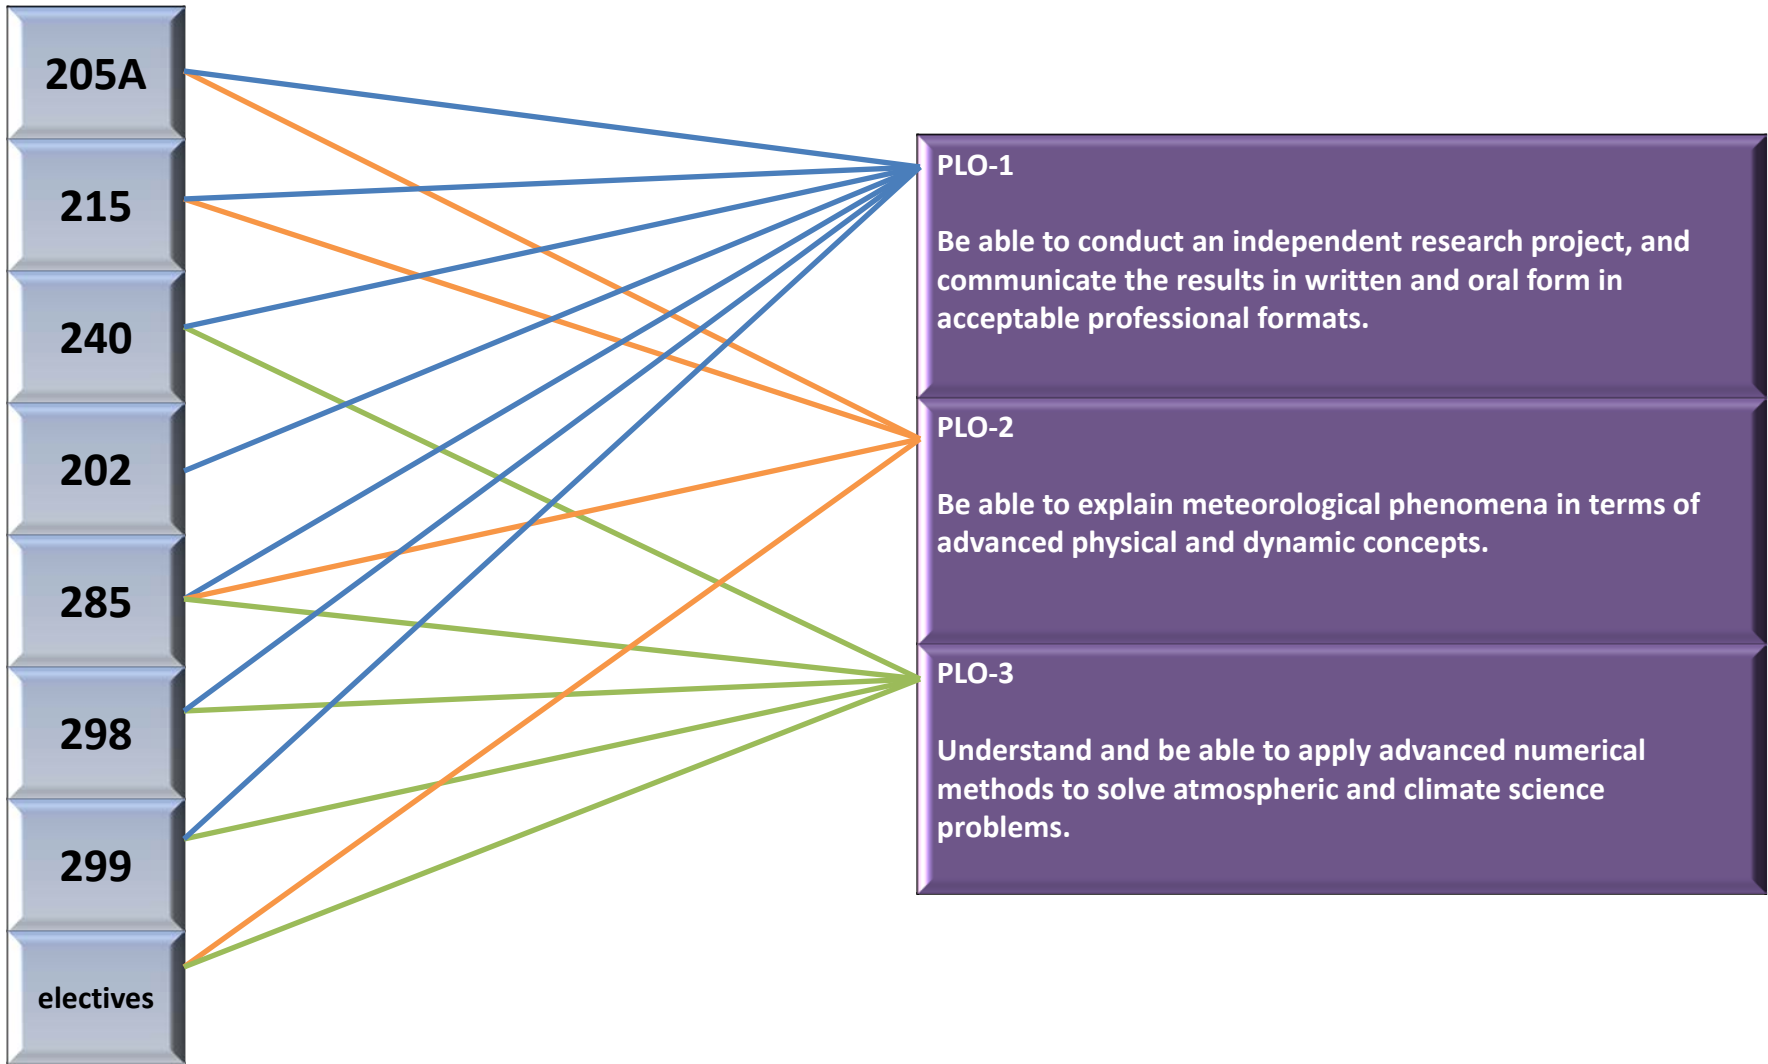 205A
215
240
202
285
298
299
electives
PLO-1
Be able to conduct an independent research project, and
communicate the results in written and oral form in
acceptable professional formats.
PLO-2
Be able to explain meteorological phenomena in terms of
advanced physical and dynamic concepts.
PLO-3
Understand and be able to apply advanced numerical
methods to solve atmospheric and climate science
problems.